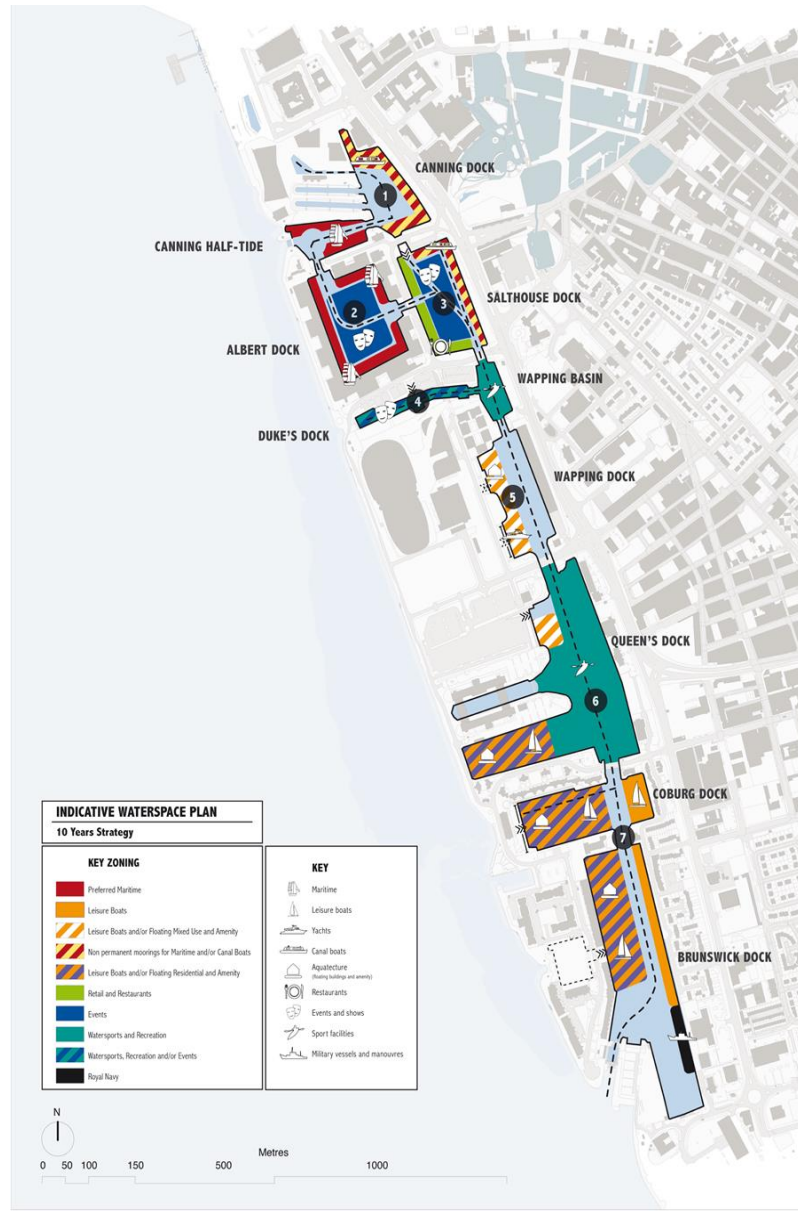 CANNING DOCK
1
CANNING HALF-TIDE
SALTHOUSE DOCK
3
2
ALBERT DOCK
WAPPING BASIN
4
DUKE'S DOCK
WAPPING DOCK
5
QUEEN'S DOCK
6
COBURG DOCK
7
BRUNSWICK DOCK
INDICATIVE WATERSPACE PLAN
10 Years Strategy
KEY ZONING
Preferred Maritime
Leisure Boats
Leisure Boats and/or Floating Mixed Use and Amenity
Non permanent moorings for Maritime and/or Canal Boats
Leisure Boats and/or Floating Residential and Amenity
Retail and Restaurants
Events
Watersports and Recreation
Watersports, Recreation and/or Events
Royal Navy
KEY
Maritime
Leisure boats
Yachts
Canal boats
Aquatecture
(floating buildings and amenity)
Restaurants
Events and shows
Sport facilities
Military vessels and manouvres
N
Metres
0 50 100 150 500 1000